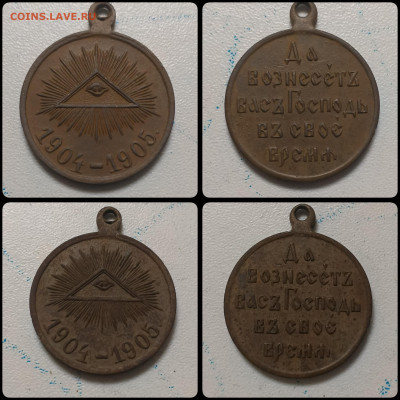 COINS.LAVE.RU
1904-1905.
Да
вознесетъ
васъ Господь
въ свое
время.
1904-1905.
Да
вознесетъ
васъ Господь
въ свое
время.